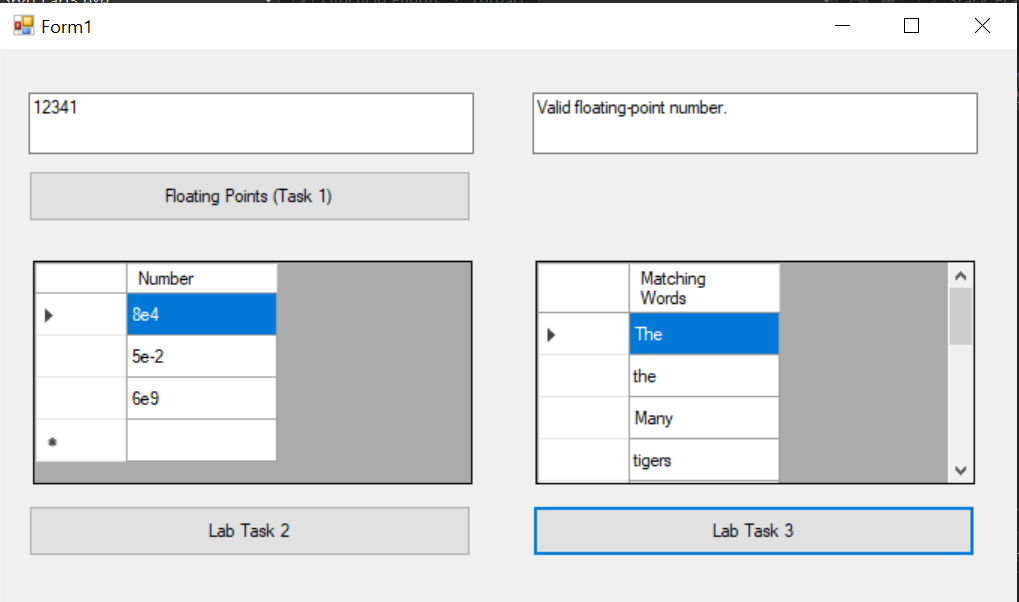 Form1
12341
Valid floating-point number.
Floating Points (Task 1)
Number
8e4
5e-2
6e9
Matching
Words
The
the
Many
tigers
Lab Task 2
Lab Task 3